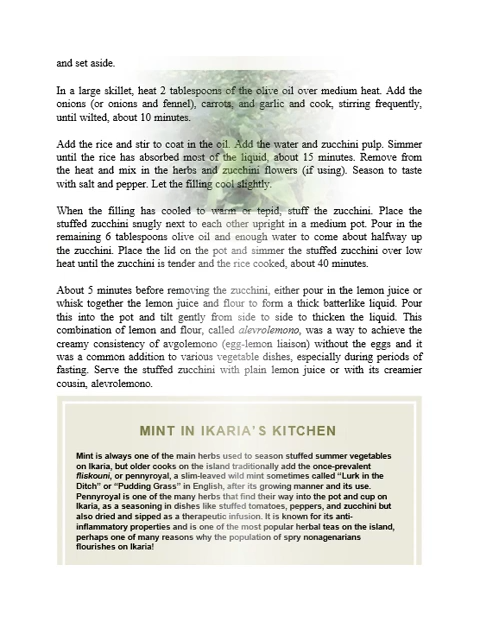 and set aside.
In a large skillet, heat 2 tablespoons of the olive oil over medium heat. Add the
onions (or onions and fennel), carrots, and garlic and cook, stirring frequently,
until wilted, about 10 minutes.
Add the rice and stir to coat in the oil. Add the water and zucchini pulp. Simmer
until the rice has absorbed most of the liquid, about 15 minutes. Remove from
the heat and mix in the herbs and zucchini flowers (if using). Season to taste
with salt and pepper. Let the filling cool slightly.
When the filling has cooled to warm or tepid, stuff the zucchini. Place the
stuffed zucchini snugly next to each other upright in a medium pot. Pour in the
remaining 6 tablespoons olive oil and enough water to come about halfway up
the zucchini. Place the lid on the pot and simmer the stuffed zucchini over low
heat until the zucchini is tender and the rice cooked, about 40 minutes.
About 5 minutes before removing the zucchini, either pour in the lemon juice or
whisk together the lemon juice and flour to form a thick batterlike liquid. Pour
this into the pot and tilt gently from side to side to thicken the liquid. This
combination of lemon and flour, called alevrolemono, was a way to achieve the
creamy consistency of avgolemono (egg-lemon liaison) without the eggs and it
was a common addition to various vegetable dishes, especially during periods of
fasting. Serve the stuffed zucchini with plain lemon juice or with its creamier
cousin, alevrolemono.
MINT IN IKARIA'S KITCHEN
Mint is always one of the main herbs used to season stuffed summer vegetables
on Ikaria, but older cooks on the island traditionally add the once-prevalent
fliskouni, or pennyroyal, a slim-leaved wild mint sometimes called "Lurk in the
Ditch" or "Pudding Grass" in English, after its growing manner and its use.
Pennyroyal is one of the many herbs that find their way into the pot and cup on
Ikaria, as a seasoning in dishes like stuffed tomatoes, peppers, and zucchini but
also dried and sipped as a therapeutic infusion. It is known for its anti-
inflammatory properties and is one of the most popular herbal teas on the island,
perhaps one of many reasons why the population of spry nonagenarians
flourishes on Ikaria!